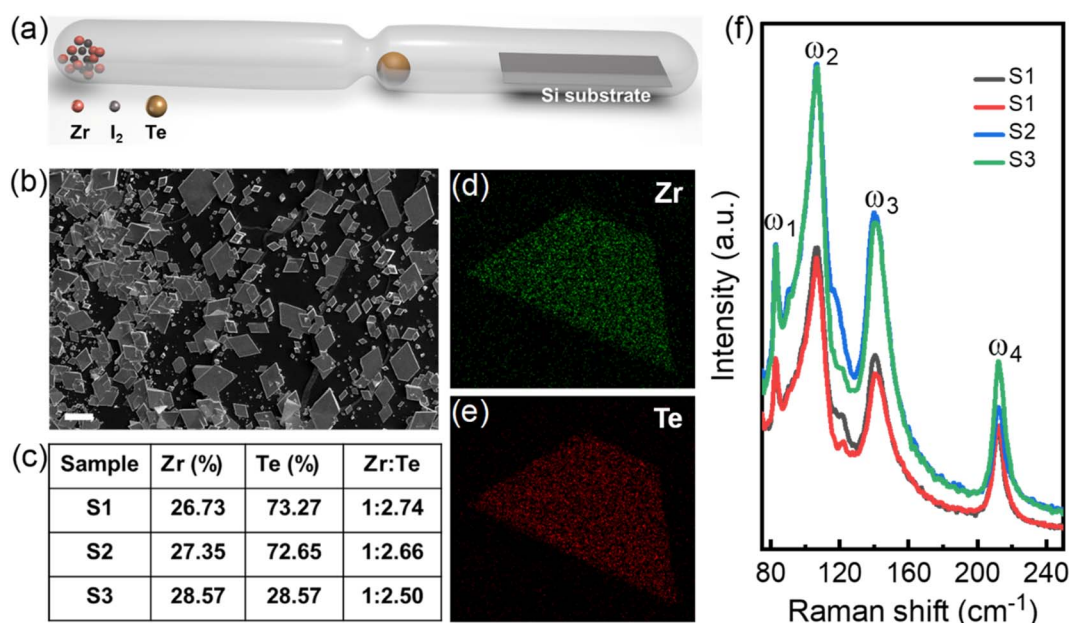 (a)
Si substrate
Zr I₂ Te
(b)
(c)
Sample Zr (%) Te (%) Zr:Te
S1 26.73 73.27 1:2.74
S2 27.35 72.65 1:2.66
S3 28.57 28.57 1:2.50
(d)
Zr
(e)
Te
(f)
ω₁
ω₂
ω₃
ω₄
S1
S1
S2
S3
Intensity (a.u.)
80 120 160 200 240
Raman shift (cm⁻¹)